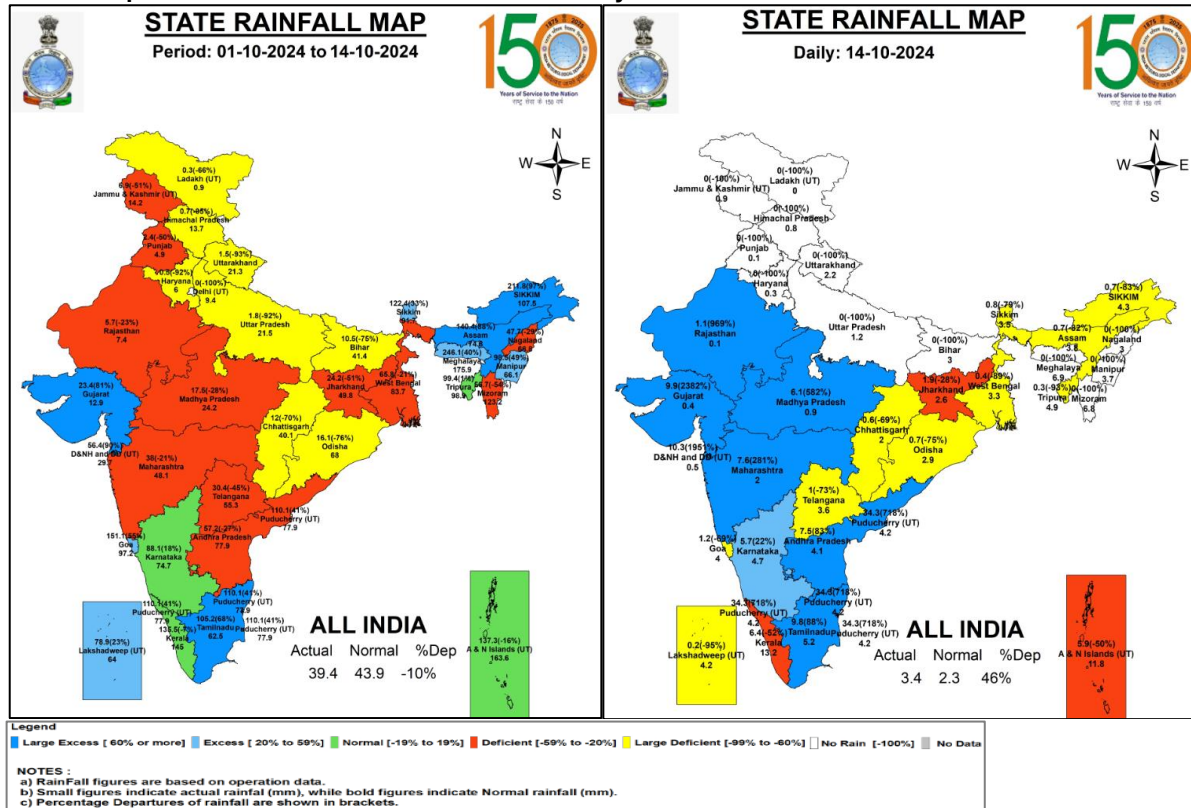 STATE RAINFALL MAP
Period: 01-10-2024 to 14-10-2024
150
Years of Service to the Nation
राष्ट्र सेवा के 150 वर्ष
N
W E
S
0.3(-66%)
Ladakh (UT)
0.9
Jammu & Kashmir (UT)
14.2
Himachal Pradesh
13.7
2.4(-50%)
Punjab
4.9
1.5(-93%)
Uttarakhand
21.3
Haryana
6
0(-100%)
Delhi (UT)
9.4
5.7(-23%)
Rajasthan
7.4
1.8(-92%)
Uttar Pradesh
21.5
10.5(-75%)
Bihar
41.4
122.4(33%)
Sikkim
211.8(97%)
SIKKIM
107.5
Assam
74.8
47.7(-29%)
Nagaland
246.1(40%)
Meghalaya
175.9
Manipur
66.1
99.4(1%)
Tripura
Mizoram
123.2
23.4(81%)
Gujarat
12.9
17.5(-28%)
Madhya Pradesh
24.2
24.2(-51%)
Jharkhand
49.8
West Bengal
83.7
12(-70%)
Chhattisgarh
40.1
16.1(-76%)
Odisha
68
56.4(90%)
D&NH and DD (UT)
29.7
38(-21%)
Maharashtra
48.1
30.4(-45%)
Telangana
55.3
110.1(41%)
Puducherry (UT)
77.9
57.2(-27%)
Andhra Pradesh
77.9
Goa
97.2
88.1(18%)
Karnataka
74.7
110.1(41%)
Puducherry (UT)
77.9
110.1(41%)
Puducherry (UT)
77.9
105.2(68%)
Tamilnadu
62.5
110.1(41%)
Puducherry (UT)
77.9
Kerala
145
78.9(23%)
Lakshadweep (UT)
64
137.3(-16%)
A & N Islands (UT)
163.6
ALL INDIA
Actual Normal %Dep
39.4 43.9 -10%
STATE RAINFALL MAP
Daily: 14-10-2024
150
Years of Service to the Nation
राष्ट्र सेवा के 150 वर्ष
N
W E
S
0(-100%)
Ladakh (UT)
0
0(-100%)
Jammu & Kashmir (UT)
0.9
0(-100%)
Himachal Pradesh
0.8
0(-100%)
Punjab
0.1
0(-100%)
Uttarakhand
2.2
0(-100%)
Haryana
0.3
1.1(969%)
Rajasthan
0.1
0(-100%)
Uttar Pradesh
1.2
0(-100%)
Bihar
3
0.8(-79%)
Sikkim
3.5
0.7(-83%)
SIKKIM
4.3
0.7(-82%)
Assam
3.8
0(-100%)
Nagaland
3
0(-100%)
Meghalaya
6.9
0(-100%)
Manipur
3.7
0.3(-93%)
Tripura
4.9
0(-100%)
Mizoram
6.8
9.9(2382%)
Gujarat
0.4
6.1(582%)
Madhya Pradesh
0.9
1.9(-28%)
Jharkhand
2.6
0.4(-89%)
West Bengal
3.3
0.6(-69%)
Chhattisgarh
2
0.7(-75%)
Odisha
2.9
10.3(1951%)
D&NH and DD (UT)
0.5
7.6(281%)
Maharashtra
2
1(-73%)
Telangana
3.6
34.3(718%)
Puducherry (UT)
4.2
7.5(83%)
Andhra Pradesh
4.1
Goa
4
5.7(22%)
Karnataka
4.7
34.3(718%)
Puducherry (UT)
4.2
34.3(718%)
Puducherry (UT)
4.2
9.8(88%)
Tamilnadu
5.2
34.3(718%)
Puducherry (UT)
4.2
6.4(-52%)
Kerala
13.2
0.2(-95%)
Lakshadweep (UT)
4.2
5.9(-50%)
A & N Islands (UT)
11.8
ALL INDIA
Actual Normal %Dep
3.4 2.3 46%
Legend
Large Excess [ 60% or more] Excess [ 20% to 59%] Normal [-19% to 19%] Deficient [-59% to -20%] Large Deficient [-99% to -60%] No Rain [-100%] No Data
NOTES :
a) RainFall figures are based on operation data.
b) Small figures indicate actual rainfal (mm), while bold figures indicate Normal rainfall (mm).
c) Percentage Departures of rainfall are shown in brackets.